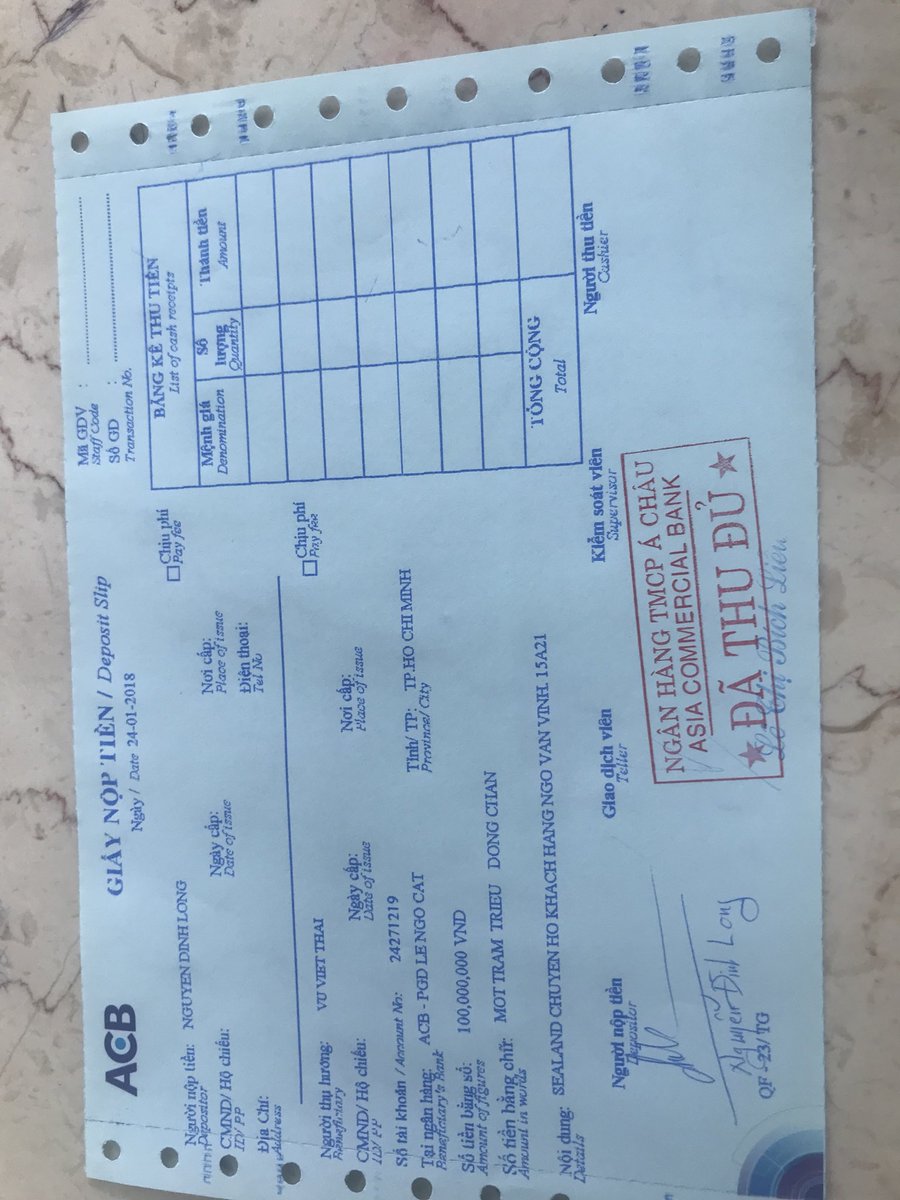 ACB
GIẤY NỘP TIỀN / Deposit Slip
Ngày / Date 24-01-2018
Mã GDV :
Staff Code
Số GD :
Transaction No.
Người nộp tiền: NGUYEN DINH LONG
Depositor
CMND/ Hộ chiếu:
ID/ PP
Ngày cấp:
Date of issue
Nơi cấp:
Place of issue
Chịu phí
Pay fee
Địa Chỉ:
Address
Điện thoại:
Tel No
Người thụ hưởng: VU VIET THAI
Beneficiary
Chịu phí
Pay fee
CMND/ Hộ chiếu:
ID/ PP
Ngày cấp:
Date of issue
Nơi cấp:
Place of issue
Số tài khoản / Account No: 24271219
Tại ngân hàng: ACB - PGD LE NGO CAT
Beneficiary's Bank
Tỉnh/ TP: TP.HO CHI MINH
Province/ City
Số tiền bằng số: 100,000,000 VND
Amount of figures
Số tiền bằng chữ: MOT TRAM TRIEU DONG CHAN
Amount in words
Nội dung: SEALAND CHUYEN HO KHACH HANG NGO VAN VINH. 15A21
Details
BẢNG KÊ THU TIỀN
List of cash receipts
Mệnh giá
Denomination
Số lượng
Quantity
Thành tiền
Amount
TỔNG CỘNG
Total
Người nộp tiền
Depositor
Giao dịch viên
Teller
Kiểm soát viên
Supervisor
Người thu tiền
Cashier
NGÂN HÀNG TMCP Á CHÂU
ASIA COMMERCIAL BANK
★ ĐÃ THU ĐỦ ★
Lê Thị Bích Liễu
Nguyễn Đình Long
QF - 23/ TG